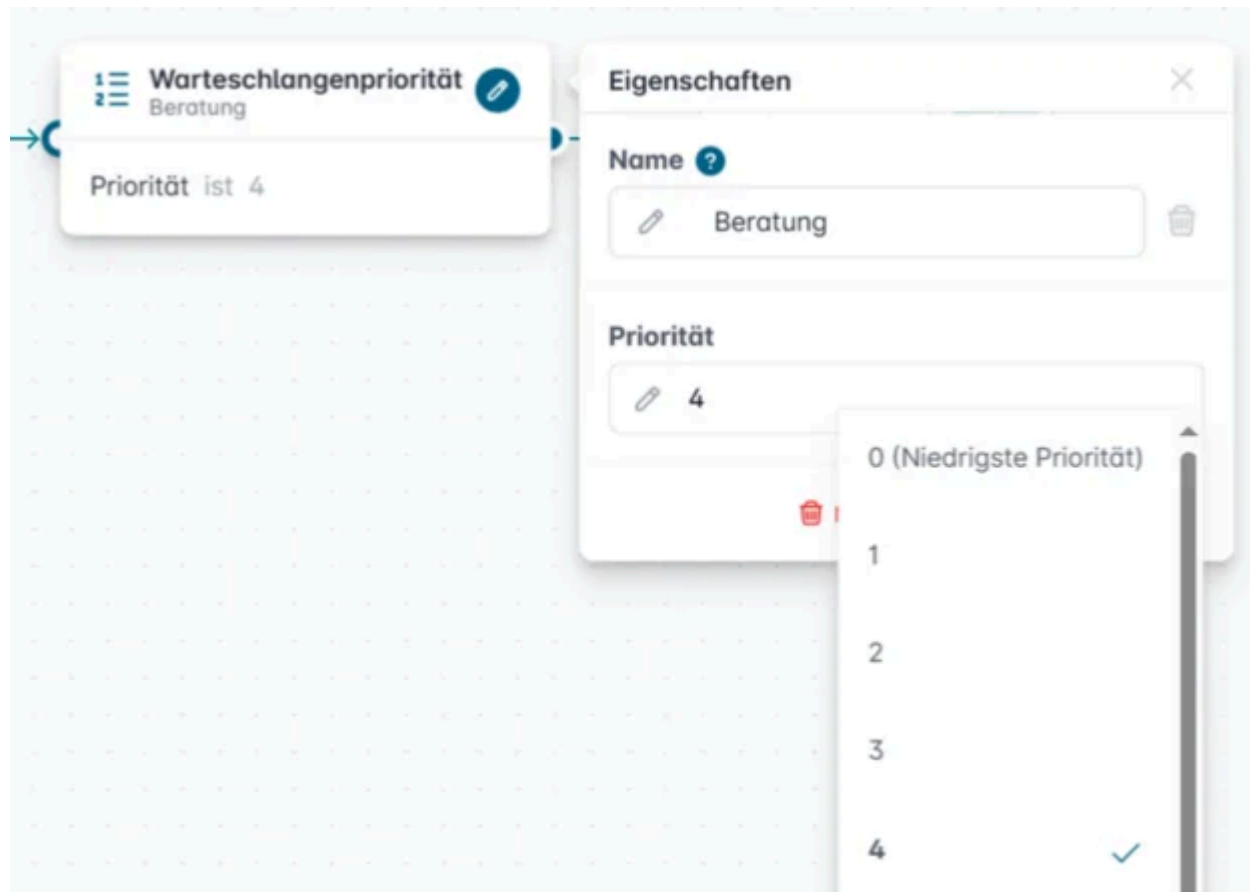 Warteschlangenpriorität
Beratung
Priorität ist 4
Eigenschaften
Name ?
Beratung
Priorität
4
0 (Niedrigste Priorität)
1
2
3
4